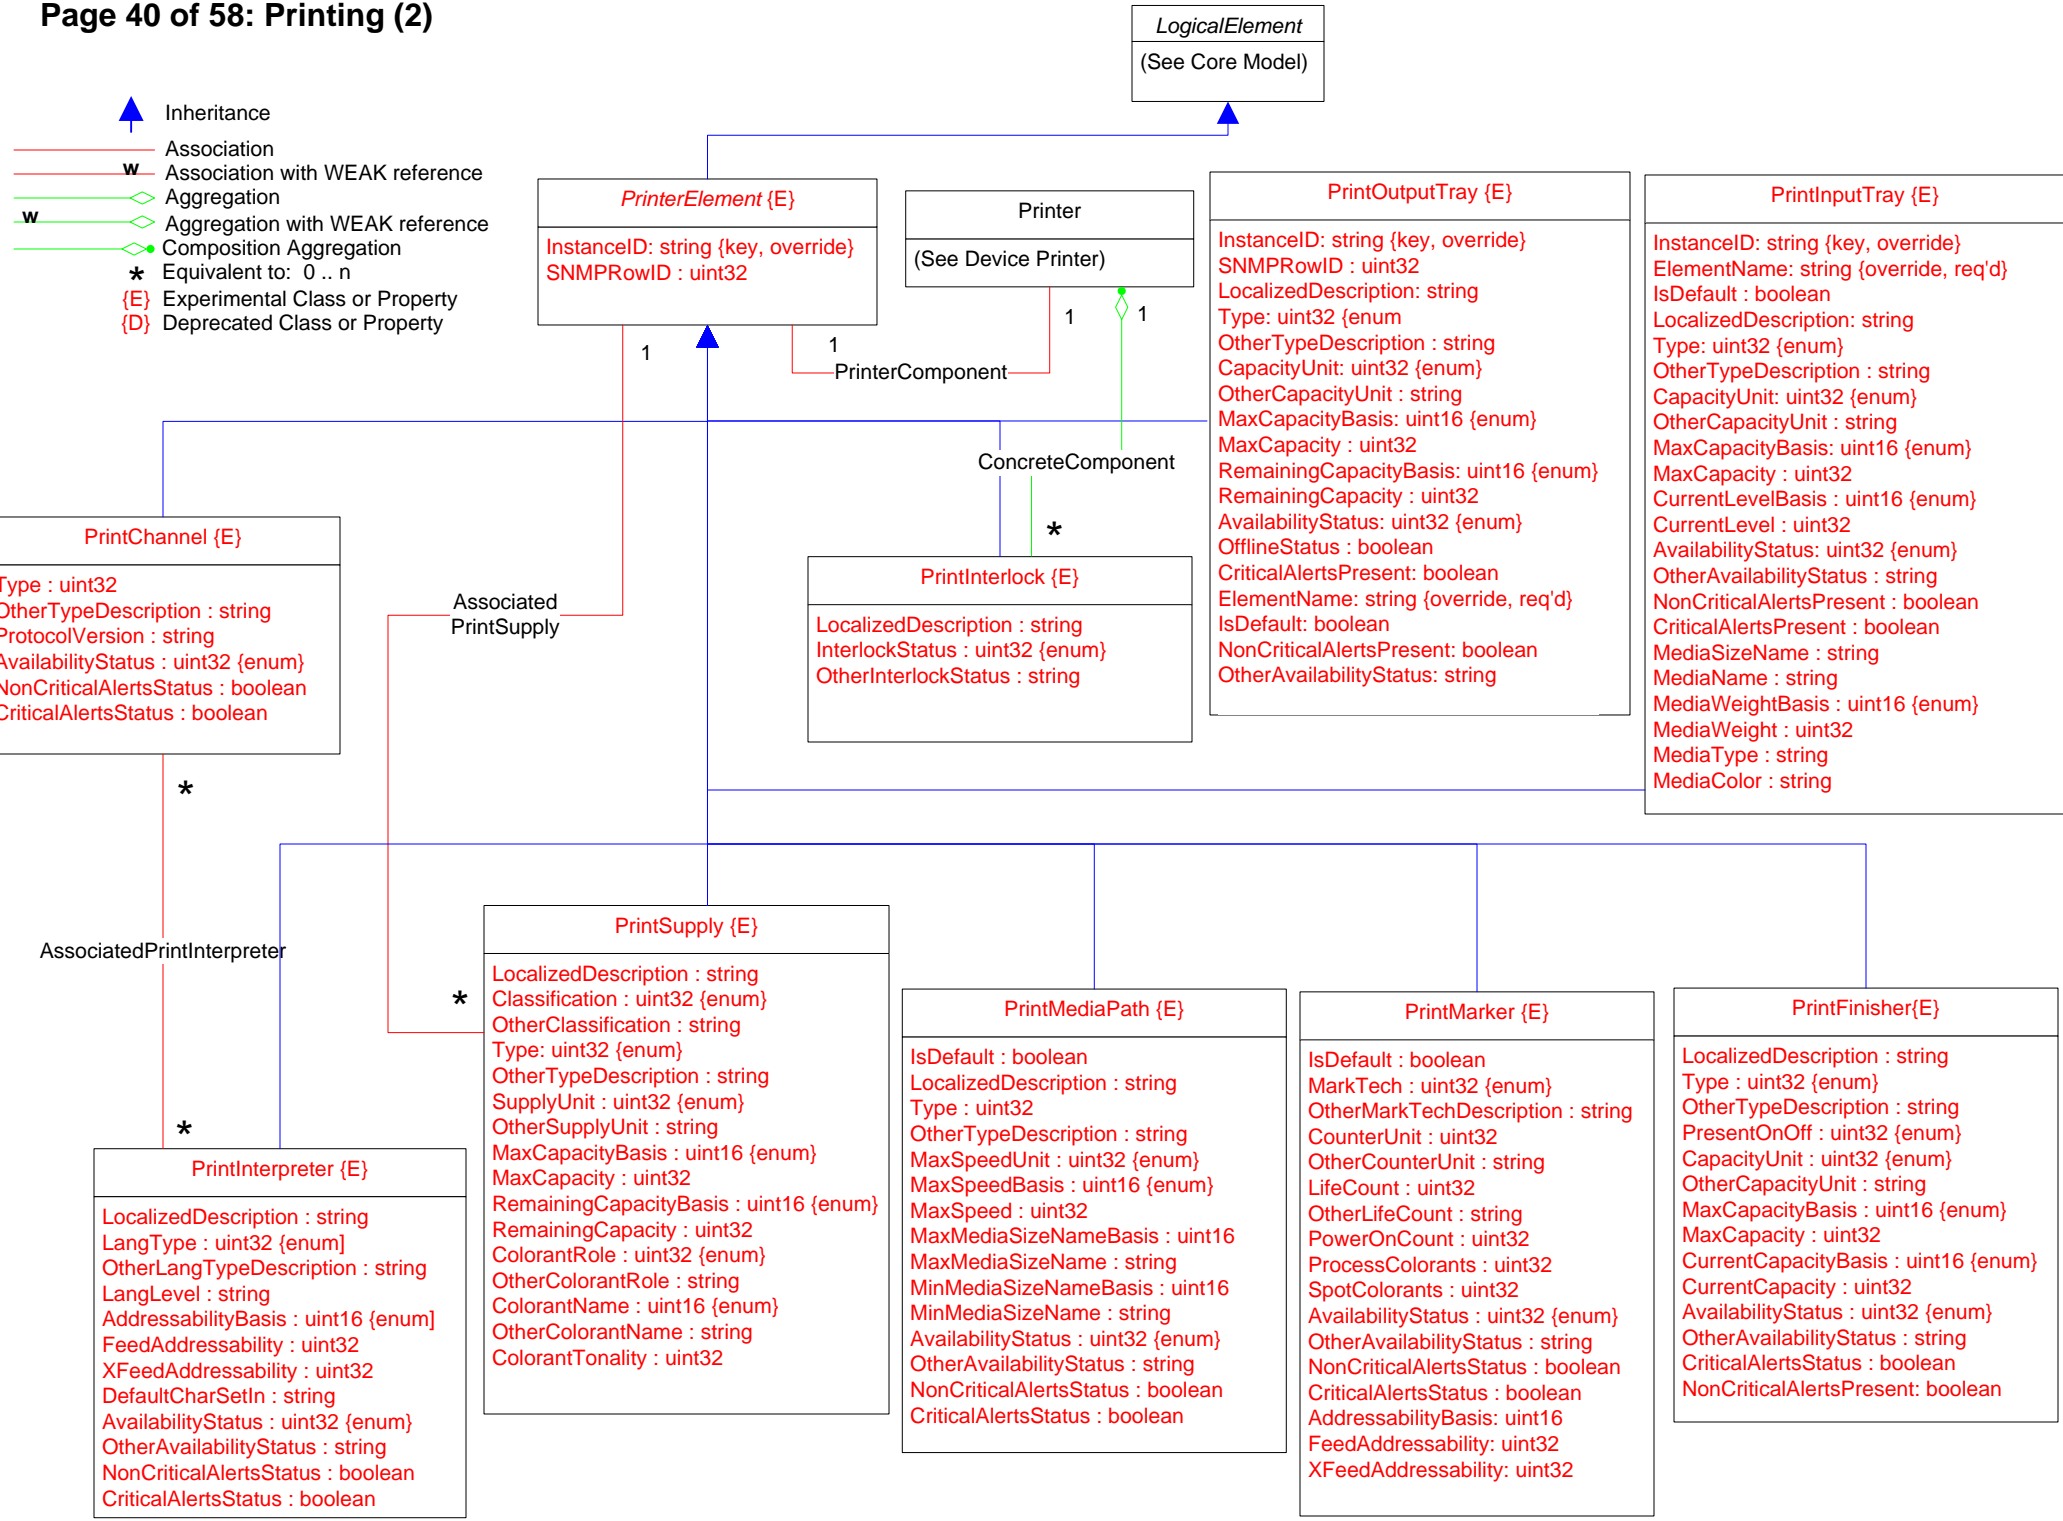 Page 40 of 58: Printing (2)
Inheritance
Association
w Association with WEAK reference
Aggregation
w Aggregation with WEAK reference
Composition Aggregation
* Equivalent to: 0 .. n
{E} Experimental Class or Property
{D} Deprecated Class or Property
LogicalElement
(See Core Model)
PrinterElement {E}
InstanceID: string {key, override}
SNMPRowID : uint32
Printer
(See Device Printer)
1
1
1
1
PrinterComponent
ConcreteComponent
*
PrintOutputTray {E}
InstanceID: string {key, override}
SNMPRowID : uint32
LocalizedDescription: string
Type: uint32 {enum
OtherTypeDescription : string
CapacityUnit: uint32 {enum}
OtherCapacityUnit : string
MaxCapacityBasis: uint16 {enum}
MaxCapacity : uint32
RemainingCapacityBasis: uint16 {enum}
RemainingCapacity : uint32
AvailabilityStatus: uint32 {enum}
OfflineStatus : boolean
CriticalAlertsPresent: boolean
ElementName: string {override, req'd}
IsDefault: boolean
NonCriticalAlertsPresent: boolean
OtherAvailabilityStatus: string
PrintInputTray {E}
InstanceID: string {key, override}
ElementName: string {override, req'd}
IsDefault : boolean
LocalizedDescription: string
Type: uint32 {enum}
OtherTypeDescription : string
CapacityUnit: uint32 {enum}
OtherCapacityUnit : string
MaxCapacityBasis: uint16 {enum}
MaxCapacity : uint32
CurrentLevelBasis : uint16 {enum}
CurrentLevel : uint32
AvailabilityStatus: uint32 {enum}
OtherAvailabilityStatus : string
NonCriticalAlertsPresent : boolean
CriticalAlertsPresent : boolean
MediaSizeName : string
MediaName : string
MediaWeightBasis : uint16 {enum}
MediaWeight : uint32
MediaType : string
MediaColor : string
PrintChannel {E}
Type : uint32
OtherTypeDescription : string
ProtocolVersion : string
AvailabilityStatus : uint32 {enum}
NonCriticalAlertsStatus : boolean
CriticalAlertsStatus : boolean
*
Associated
PrintSupply
PrintInterlock {E}
LocalizedDescription : string
InterlockStatus : uint32 {enum}
OtherInterlockStatus : string
AssociatedPrintInterpreter
*
*
PrintInterpreter {E}
LocalizedDescription : string
LangType : uint32 {enum]
OtherLangTypeDescription : string
LangLevel : string
AddressabilityBasis : uint16 {enum]
FeedAddressability : uint32
XFeedAddressability : uint32
DefaultCharSetIn : string
AvailabilityStatus : uint32 {enum}
OtherAvailabilityStatus : string
NonCriticalAlertsStatus : boolean
CriticalAlertsStatus : boolean
PrintSupply {E}
LocalizedDescription : string
Classification : uint32 {enum}
OtherClassification : string
Type: uint32 {enum}
OtherTypeDescription : string
SupplyUnit : uint32 {enum}
OtherSupplyUnit : string
MaxCapacityBasis : uint16 {enum}
MaxCapacity : uint32
RemainingCapacityBasis : uint16 {enum}
RemainingCapacity : uint32
ColorantRole : uint32 {enum}
OtherColorantRole : string
ColorantName : uint16 {enum}
OtherColorantName : string
ColorantTonality : uint32
PrintMediaPath {E}
IsDefault : boolean
LocalizedDescription : string
Type : uint32
OtherTypeDescription : string
MaxSpeedUnit : uint32 {enum}
MaxSpeedBasis : uint16 {enum}
MaxSpeed : uint32
MaxMediaSizeNameBasis : uint16
MaxMediaSizeName : string
MinMediaSizeNameBasis : uint16
MinMediaSizeName : string
AvailabilityStatus : uint32 {enum}
OtherAvailabilityStatus : string
NonCriticalAlertsStatus : boolean
CriticalAlertsStatus : boolean
PrintMarker {E}
IsDefault : boolean
MarkTech : uint32 {enum}
OtherMarkTechDescription : string
CounterUnit : uint32
OtherCounterUnit : string
LifeCount : uint32
OtherLifeCount : string
PowerOnCount : uint32
ProcessColorants : uint32
SpotColorants : uint32
AvailabilityStatus : uint32 {enum}
OtherAvailabilityStatus : string
NonCriticalAlertsStatus : boolean
CriticalAlertsStatus : boolean
AddressabilityBasis: uint16
FeedAddressability: uint32
XFeedAddressability: uint32
PrintFinisher{E}
LocalizedDescription : string
Type : uint32 {enum}
OtherTypeDescription : string
PresentOnOff : uint32 {enum}
CapacityUnit : uint32 {enum}
OtherCapacityUnit : string
MaxCapacityBasis : uint16 {enum}
MaxCapacity : uint32
CurrentCapacityBasis : uint16 {enum}
CurrentCapacity : uint32
AvailabilityStatus : uint32 {enum}
OtherAvailabilityStatus : string
CriticalAlertsStatus : boolean
NonCriticalAlertsPresent: boolean